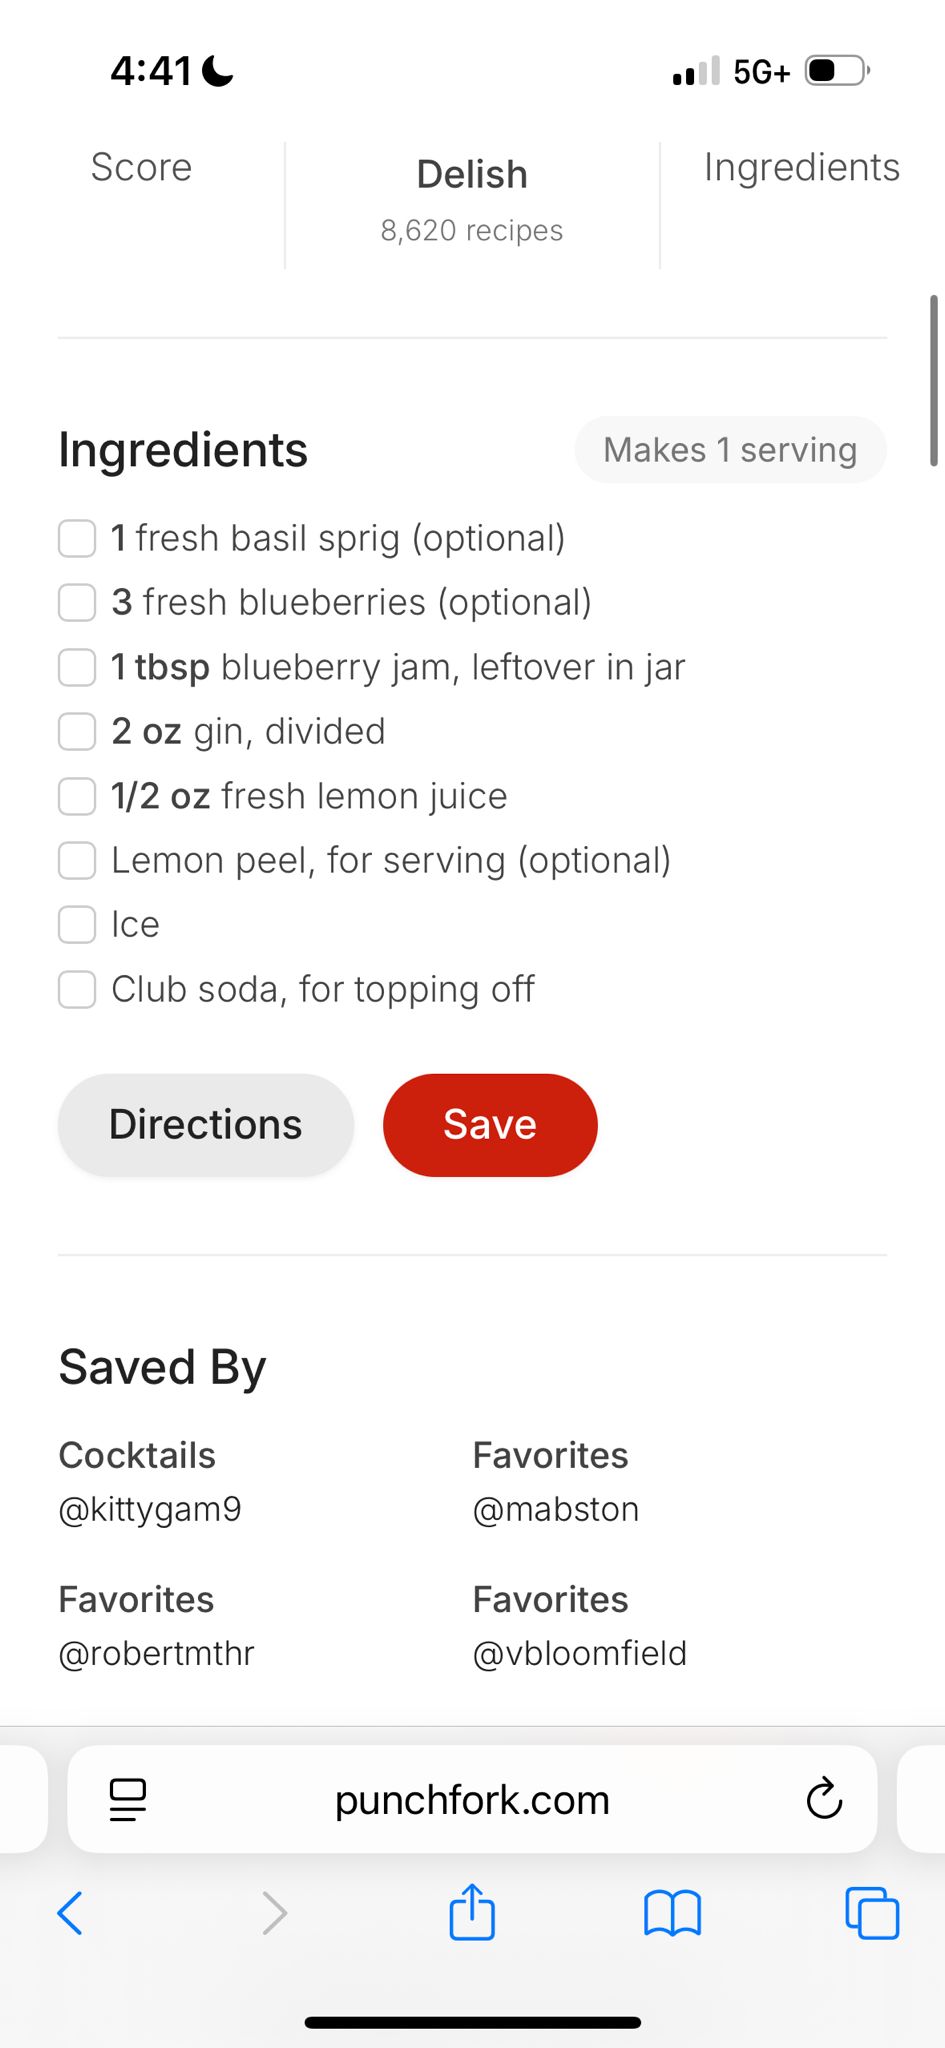 4:41
5G+
Score
Delish
8,620 recipes
Ingredients
Ingredients
Makes 1 serving
1 fresh basil sprig (optional)
3 fresh blueberries (optional)
1 tbsp blueberry jam, leftover in jar
2 oz gin, divided
1/2 oz fresh lemon juice
Lemon peel, for serving (optional)
Ice
Club soda, for topping off
Directions
Save
Saved By
Cocktails
@kittygam9
Favorites
@mabston
Favorites
@robertmthr
Favorites
@vbloomfield
punchfork.com